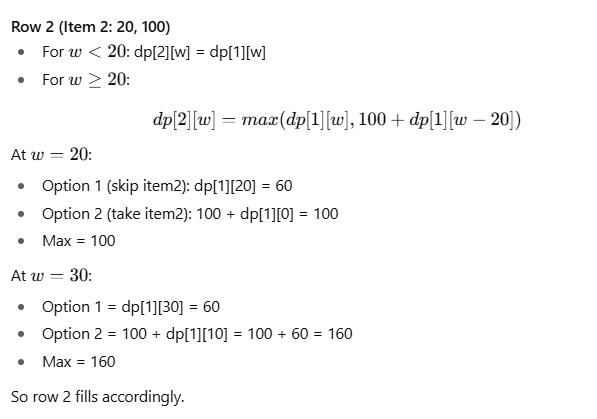 Row 2 (Item 2: 20, 100)
• For w < 20: dp[2][w] = dp[1][w]
• For w ≥ 20:
dp[2][w] = max(dp[1][w], 100 + dp[1][w − 20])
At w = 20:
• Option 1 (skip item2): dp[1][20] = 60
• Option 2 (take item2): 100 + dp[1][0] = 100
• Max = 100
At w = 30:
• Option 1 = dp[1][30] = 60
• Option 2 = 100 + dp[1][10] = 100 + 60 = 160
• Max = 160
So row 2 fills accordingly.